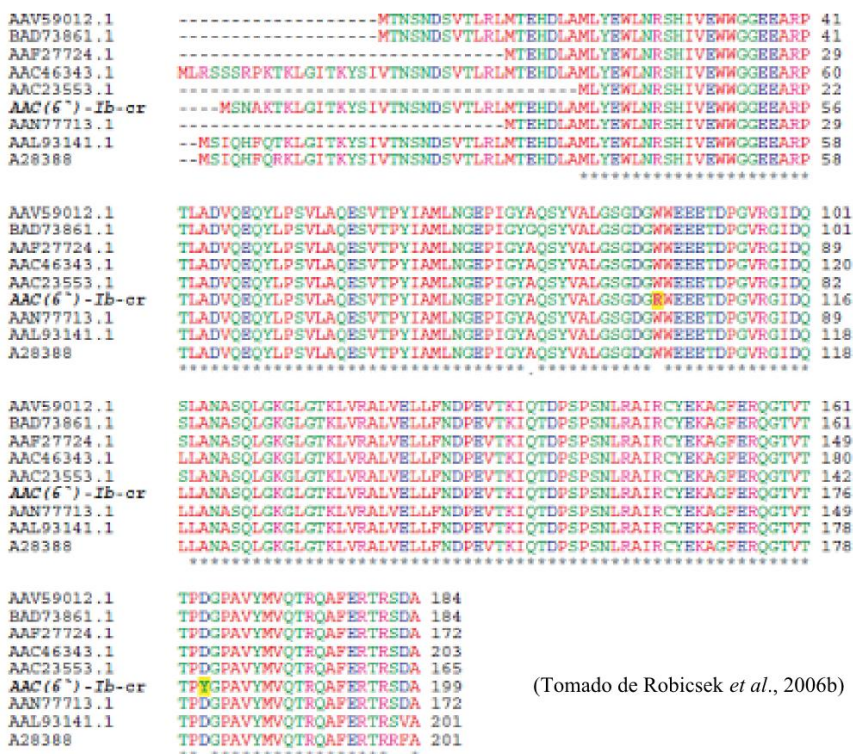 AAV59012.1 -------------------MTNSNDSVTLRLMTEHDLAMLYEWLNRSHIVEWWGGEEARP 41
BAD73861.1 -------------------MTNSNDSVTLRLMTEHDLAMLYEWLNRSHIVEWWGGEEARP 41
AAF27724.1 -------------------------------MTEHDLAMLYEWLNRSHIVEWWGGEEARP 29
AAC46343.1 MLRSSSRPKTKLGITKYSIVTNSNDSVTLRLMTEHDLAMLYEWLNRSHIVEWWGGEEARP 60
AAC23553.1 --------------------------------------MLYEWLNRSHIVEWWGGEEARP 22
AAC(6`)-Ib-cr ----MSNAKTKLGITKYSIVTNSNDSVTLRLMTEHDLAMLYEWLNRSHIVEWWGGEEARP 56
AAN77713.1 -------------------------------MTEHDLAMLYEWLNRSHIVEWWGGEEARP 29
AAL93141.1 --MSIQHFQTKLGITKYSIVTNSNDSVTLRLMTEHDLAMLYEWLNRSHIVEWWGGEEARP 58
A28388 --MSIQHFQRKLGITKYSIVTNSNDSVTLRLMTEHDLAMLYEWLNRSHIVEWWGGEEARP 58
**********************
AAV59012.1 TLADVQEQYLPSVLAQESVTPYIAMLNGEPIGYAQSYVALGSGDGWWEEETDPGVRGIDQ 101
BAD73861.1 TLADVQEQYLPSVLAQESVTPYIAMLNGEPIGYGQSYVALGSGDGWWEEETDPGVRGIDQ 101
AAF27724.1 TLADVQEQYLPSVLAQESVTPYIAMLNGEPIGYAQSYVALGSGDGWWEEETDPGVRGIDQ 89
AAC46343.1 TLADVQEQYLPSVLAQESVTPYIAMLNGEPIGYAQSYVALGSGDGWWEEETDPGVRGIDQ 120
AAC23553.1 TLADVQEQYLPSVLAQESVTPYIAMLNGEPIGYAQSYVALGSGDGWWEEETDPGVRGIDQ 82
AAC(6`)-Ib-cr TLADVQEQYLPSVLAQESVTPYIAMLNGEPIGYAQSYVALGSGDGRWEEETDPGVRGIDQ 116
AAN77713.1 TLADVQEQYLPSVLAQESVTPYIAMLNGEPIGYAQSYVALGSGDGWWEEETDPGVRGIDQ 89
AAL93141.1 TLADVQEQYLPSVLAQESVTPYIAMLNGEPIGYAQSYVALGSGDGWWEEETDPGVRGIDQ 118
A28388 TLADVQEQYLPSVLAQESVTPYIAMLNGEPIGYAQSYVALGSGDGWWEEETDPGVRGIDQ 118
*********************************.*********** **************
AAV59012.1 SLANASQLGKGLGTKLVRALVELLFNDPEVTKIQTDPSPSNLRAIRCYEKAGFERQGTVT 161
BAD73861.1 SLANASQLGKGLGTKLVRALVELLFNDPEVTKIQTDPSPSNLRAIRCYEKAGFERQGTVT 161
AAF27724.1 SLANASQLGKGLGTKLVRALVELLFNDPEVTKIQTDPSPSNLRAIRCYEKAGFERQGTVT 149
AAC46343.1 LLANASQLGKGLGTKLVRALVELLFNDPEVTKIQTDPSPSNLRAIRCYEKAGFERQGTVT 180
AAC23553.1 SLANASQLGKGLGTKLVRALVELLFNDPEVTKIQTDPSPSNLRAIRCYEKAGFERQGTVT 142
AAC(6`)-Ib-cr LLANASQLGKGLGTKLVRALVELLFNDPEVTKIQTDPSPSNLRAIRCYEKAGFERQGTVT 176
AAN77713.1 LLANASQLGKGLGTKLVRALVELLFNDPEVTKIQTDPSPSNLRAIRCYEKAGFERQGTVT 149
AAL93141.1 LLANASQLGKGLGTKLVRALVELLFNDPEVTKIQTDPSPSNLRAIRCYEKAGFERQGTVT 178
A28388 LLANASQLGKGLGTKLVRALVELLFNDPEVTKIQTDPSPSNLRAIRCYEKAGFERQGTVT 178
***********************************************************
AAV59012.1 TPDGPAVYMVQTRQAFERTRSDA 184
BAD73861.1 TPDGPAVYMVQTRQAFERTRSDA 184
AAF27724.1 TPDGPAVYMVQTRQAFERTRSDA 172
AAC46343.1 TPDGPAVYMVQTRQAFERTRSDA 203
AAC23553.1 TPDGPAVYMVQTRQAFERTRSDA 165
AAC(6`)-Ib-cr TPYGPAVYMVQTRQAFERTRSDA 199
AAN77713.1 TPDGPAVYMVQTRQAFERTRSDA 172
AAL93141.1 TPDGPAVYMVQTRQAFERTRSVA 201
A28388 TPDGPAVYMVQTRQAFERTRRFA 201
** ***************** *
(Tomado de Robicsek et al., 2006b)